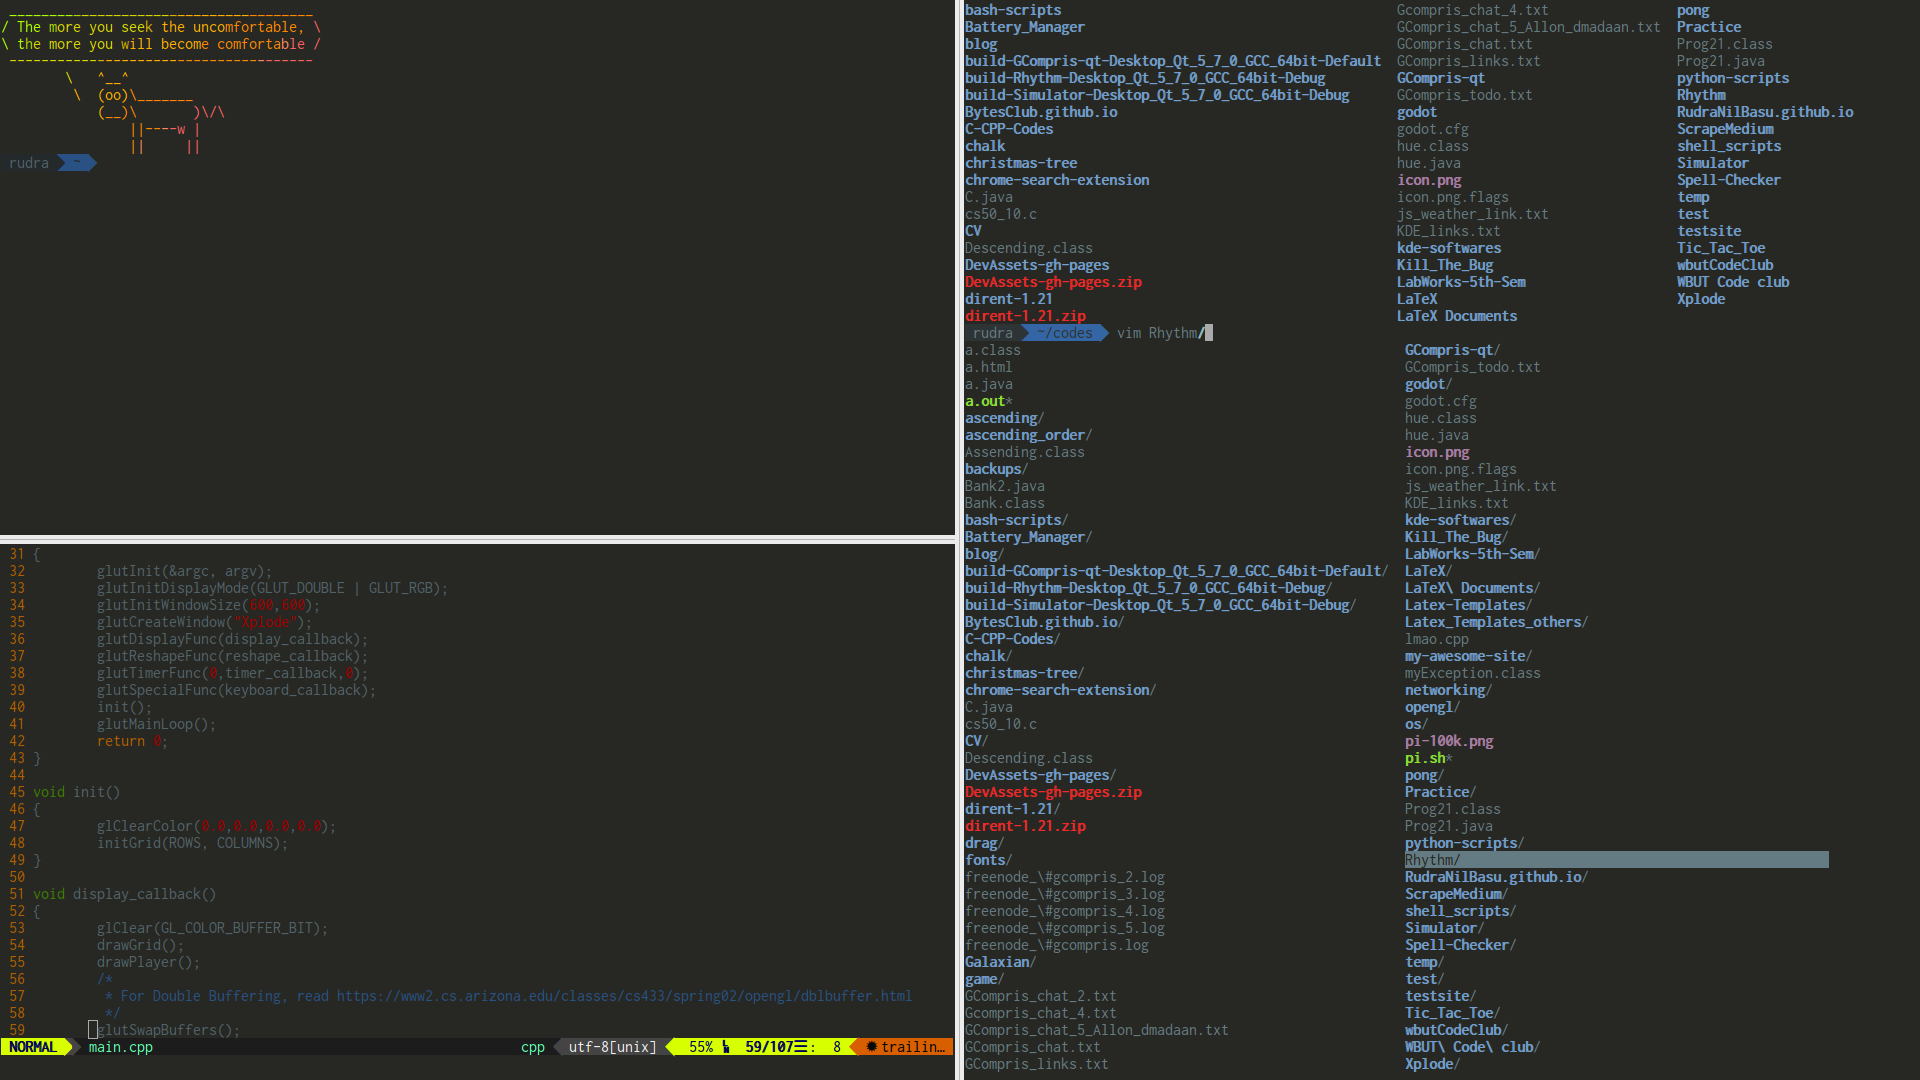 ______________________________________
/ The more you seek the uncomfortable, \
\ the more you will become comfortable /
--------------------------------------
\   ^__^
\  (oo)\_______
(__)\       )\/\
||----w |
||     ||
rudra ~
31 {
32         glutInit(&argc, argv);
33         glutInitDisplayMode(GLUT_DOUBLE | GLUT_RGB);
34         glutInitWindowSize(600,600);
35         glutCreateWindow("Xplode");
36         glutDisplayFunc(display_callback);
37         glutReshapeFunc(reshape_callback);
38         glutTimerFunc(0,timer_callback,0);
39         glutSpecialFunc(keyboard_callback);
40         init();
41         glutMainLoop();
42         return 0;
43 }
44
45 void init()
46 {
47         glClearColor(0.0,0.0,0.0,0.0);
48         initGrid(ROWS, COLUMNS);
49 }
50
51 void display_callback()
52 {
53         glClear(GL_COLOR_BUFFER_BIT);
54         drawGrid();
55         drawPlayer();
56         /*
57          * For Double Buffering, read https://www2.cs.arizona.edu/classes/cs433/spring02/opengl/dblbuffer.html
58          */
59         glutSwapBuffers();
NORMAL main.cpp cpp utf-8[unix] 55% 59/107☰: 8 ✹trailin…
bash-scripts GCompris_chat_4.txt pong
Battery_Manager GCompris_chat_5_Allon_dmadaan.txt Practice
blog GCompris_chat.txt Prog21.class
build-GCompris-qt-Desktop_Qt_5_7_0_GCC_64bit-Default GCompris_links.txt Prog21.java
build-Rhythm-Desktop_Qt_5_7_0_GCC_64bit-Debug GCompris-qt python-scripts
build-Simulator-Desktop_Qt_5_7_0_GCC_64bit-Debug GCompris_todo.txt Rhythm
BytesClub.github.io godot RudraNilBasu.github.io
C-CPP-Codes godot.cfg ScrapeMedium
chalk hue.class shell_scripts
christmas-tree hue.java Simulator
chrome-search-extension icon.png Spell-Checker
C.java icon.png.flags temp
cs50_10.c js_weather_link.txt test
CV KDE_links.txt testsite
Descending.class kde-softwares Tic_Tac_Toe
DevAssets-gh-pages Kill_The_Bug wbutCodeClub
DevAssets-gh-pages.zip LabWorks-5th-Sem WBUT Code club
dirent-1.21 LaTeX Xplode
dirent-1.21.zip LaTeX Documents
rudra ~/codes vim Rhythm/
a.class GCompris-qt/
a.html GCompris_todo.txt
a.java godot/
a.out* godot.cfg
ascending/ hue.class
ascending_order/ hue.java
Assending.class icon.png
backups/ icon.png.flags
Bank2.java js_weather_link.txt
Bank.class KDE_links.txt
bash-scripts/ kde-softwares/
Battery_Manager/ Kill_The_Bug/
blog/ LabWorks-5th-Sem/
build-GCompris-qt-Desktop_Qt_5_7_0_GCC_64bit-Default/ LaTeX/
build-Rhythm-Desktop_Qt_5_7_0_GCC_64bit-Debug/ LaTeX\ Documents/
build-Simulator-Desktop_Qt_5_7_0_GCC_64bit-Debug/ Latex-Templates/
BytesClub.github.io/ Latex_Templates_others/
C-CPP-Codes/ lmao.cpp
chalk/ my-awesome-site/
christmas-tree/ myException.class
chrome-search-extension/ networking/
C.java opengl/
cs50_10.c os/
CV/ pi-100k.png
Descending.class pi.sh*
DevAssets-gh-pages/ pong/
DevAssets-gh-pages.zip Practice/
dirent-1.21/ Prog21.class
dirent-1.21.zip Prog21.java
drag/ python-scripts/
fonts/ Rhythm/
freenode_\#gcompris_2.log RudraNilBasu.github.io/
freenode_\#gcompris_3.log ScrapeMedium/
freenode_\#gcompris_4.log shell_scripts/
freenode_\#gcompris_5.log Simulator/
freenode_\#gcompris.log Spell-Checker/
Galaxian/ temp/
game/ test/
GCompris_chat_2.txt testsite/
Gcompris_chat_4.txt Tic_Tac_Toe/
GCompris_chat_5_Allon_dmadaan.txt wbutCodeClub/
GCompris_chat.txt WBUT\ Code\ club/
GCompris_links.txt Xplode/